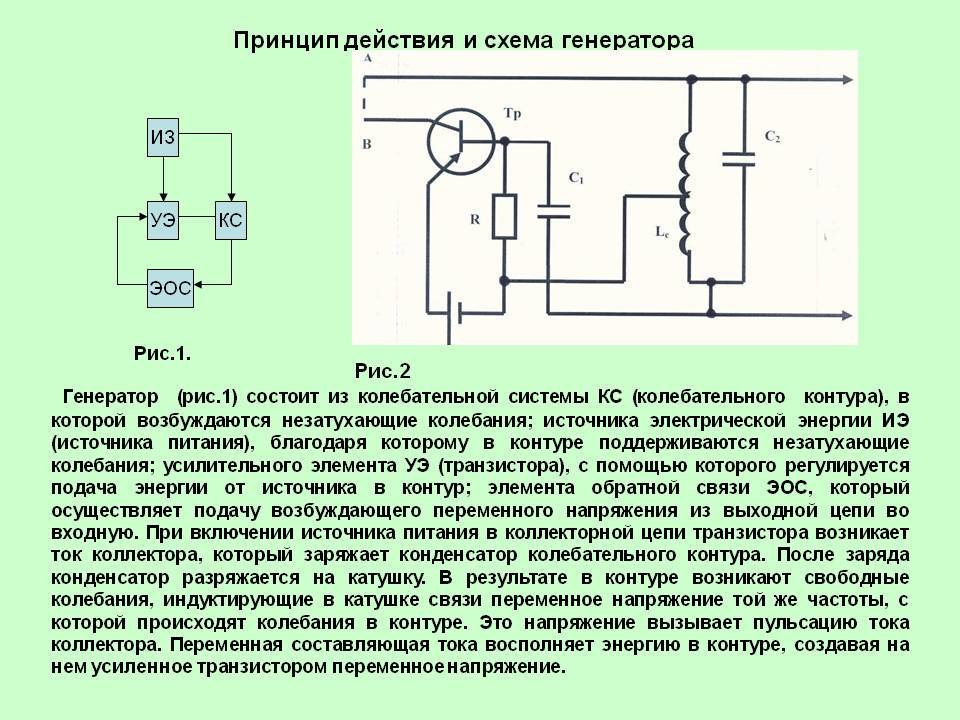 Принцип действия и схема генератора
A
B
Тр
C₁
C₂
R
Lc
ИЗ
УЭ
КС
ЭОС
Рис.1.
Рис.2
Генератор (рис.1) состоит из колебательной системы КС (колебательного контура), в
которой возбуждаются незатухающие колебания; источника электрической энергии ИЭ
(источника питания), благодаря которому в контуре поддерживаются незатухающие
колебания; усилительного элемента УЭ (транзистора), с помощью которого регулируется
подача энергии от источника в контур; элемента обратной связи ЭОС, который
осуществляет подачу возбуждающего переменного напряжения из выходной цепи во
входную. При включении источника питания в коллекторной цепи транзистора возникает
ток коллектора, который заряжает конденсатор колебательного контура. После заряда
конденсатор разряжается на катушку. В результате в контуре возникают свободные
колебания, индуктирующие в катушке связи переменное напряжение той же частоты, с
которой происходят колебания в контуре. Это напряжение вызывает пульсацию тока
коллектора. Переменная составляющая тока восполняет энергию в контуре, создавая на
нем усиленное транзистором переменное напряжение.